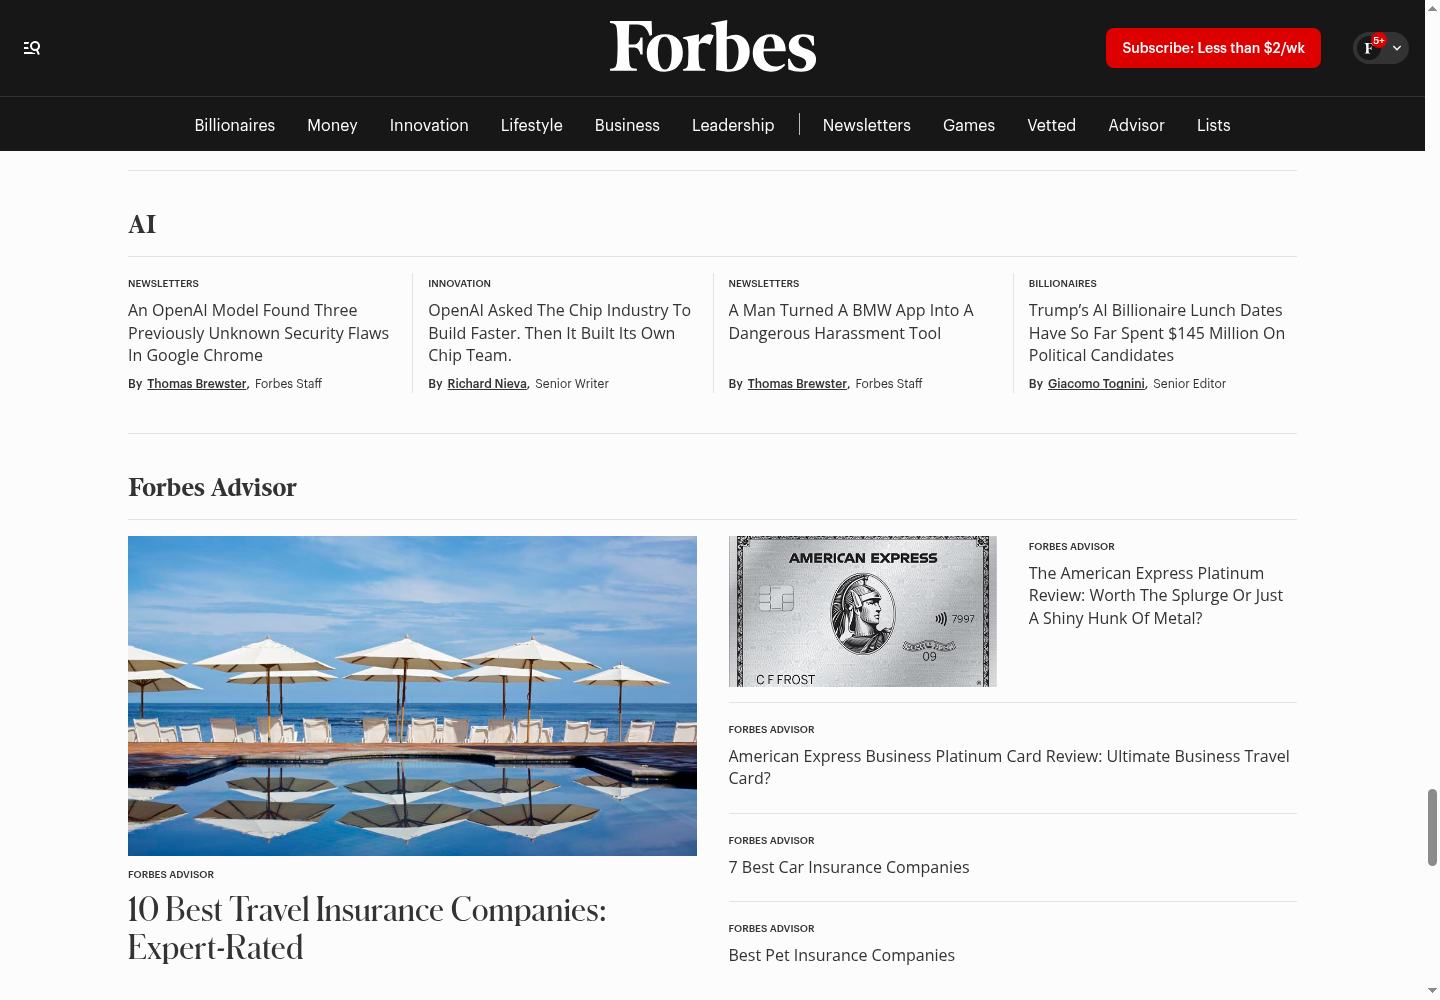 Forbes
Subscribe: Less than $2/wk
F
5+
Billionaires
Money
Innovation
Lifestyle
Business
Leadership
Newsletters
Games
Vetted
Advisor
Lists
AI
NEWSLETTERS
An OpenAI Model Found Three
Previously Unknown Security Flaws
In Google Chrome
By Thomas Brewster, Forbes Staff
INNOVATION
OpenAI Asked The Chip Industry To
Build Faster. Then It Built Its Own
Chip Team.
By Richard Nieva, Senior Writer
NEWSLETTERS
A Man Turned A BMW App Into A
Dangerous Harassment Tool
By Thomas Brewster, Forbes Staff
BILLIONAIRES
Trump’s AI Billionaire Lunch Dates
Have So Far Spent $145 Million On
Political Candidates
By Giacomo Tognini, Senior Editor
Forbes Advisor
FORBES ADVISOR
10 Best Travel Insurance Companies:
Expert-Rated
AMERICAN EXPRESS
7997
09
C F FROST
FORBES ADVISOR
The American Express Platinum
Review: Worth The Splurge Or Just
A Shiny Hunk Of Metal?
FORBES ADVISOR
American Express Business Platinum Card Review: Ultimate Business Travel
Card?
FORBES ADVISOR
7 Best Car Insurance Companies
FORBES ADVISOR
Best Pet Insurance Companies